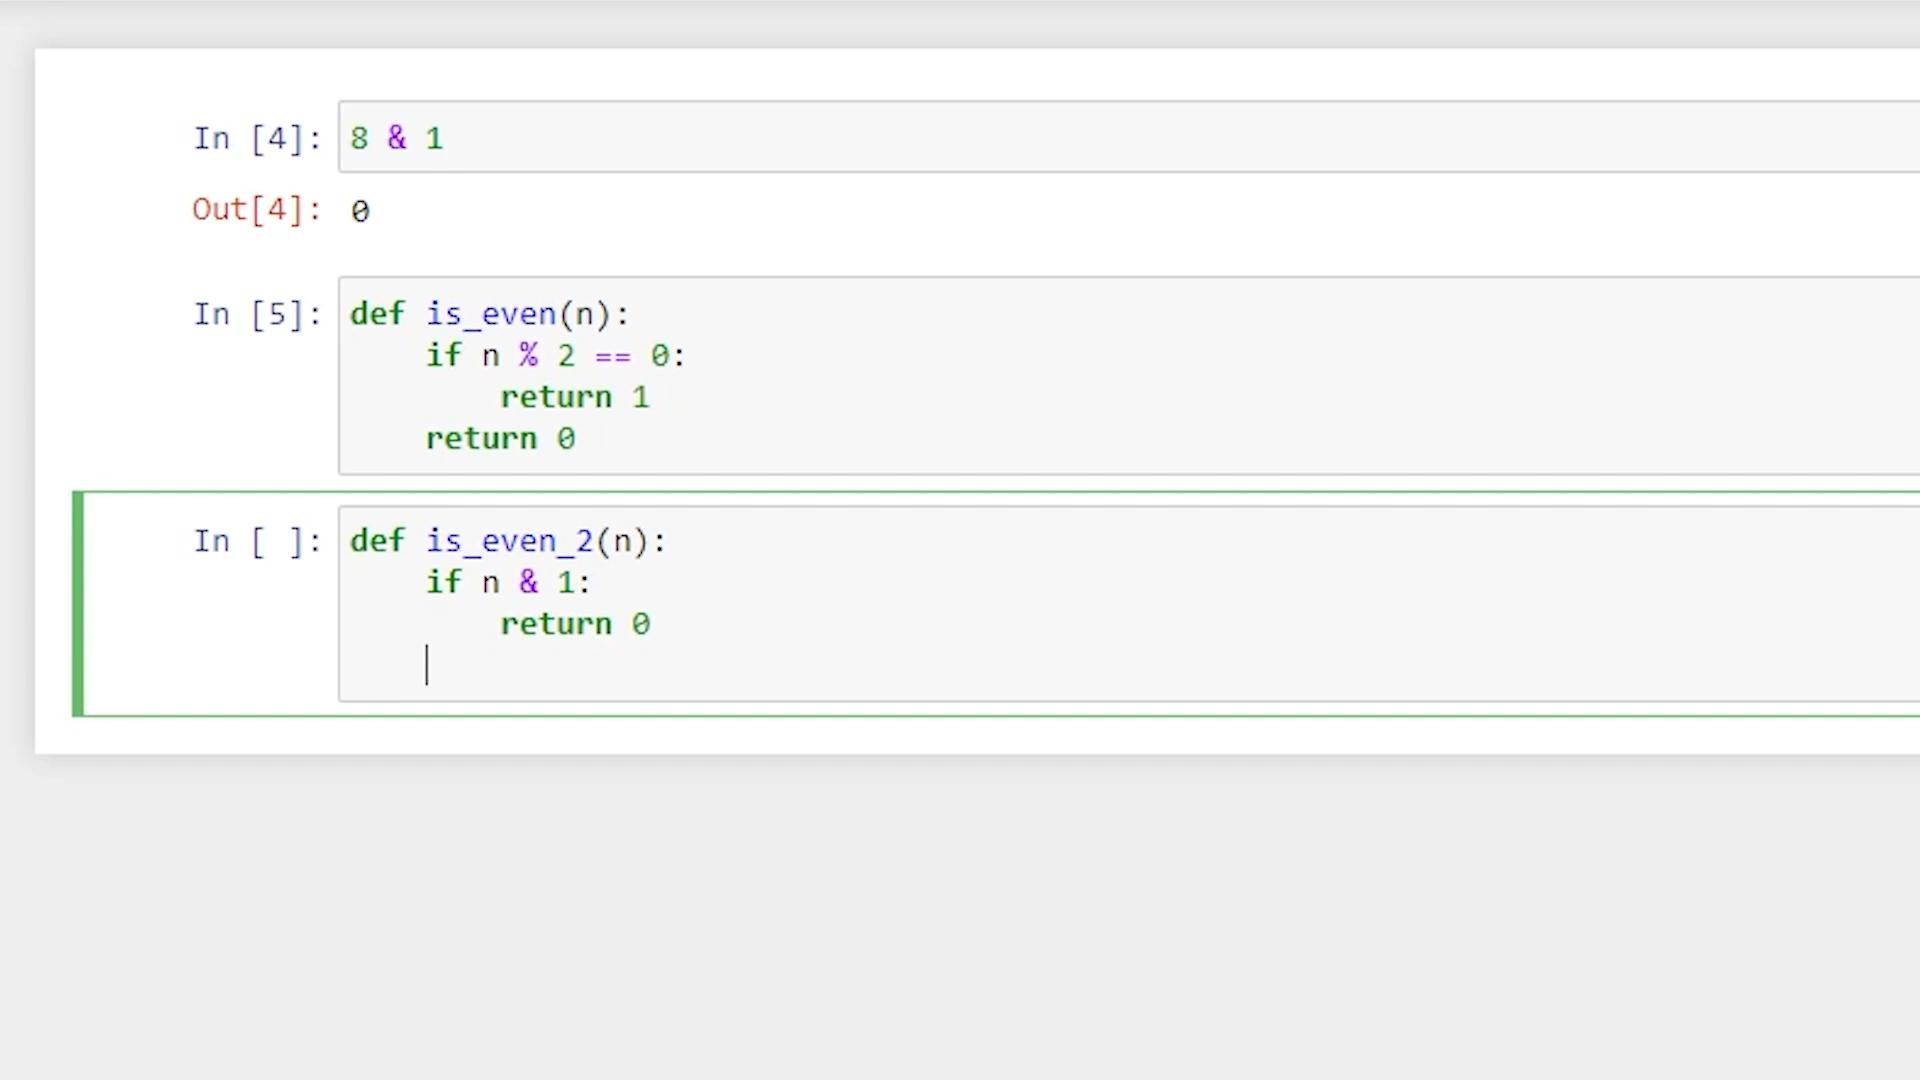 In [4]: 8 & 1
Out[4]: 0
In [5]: def is_even(n):
    if n % 2 == 0:
        return 1
    return 0
In [ ]: def is_even_2(n):
    if n & 1:
        return 0